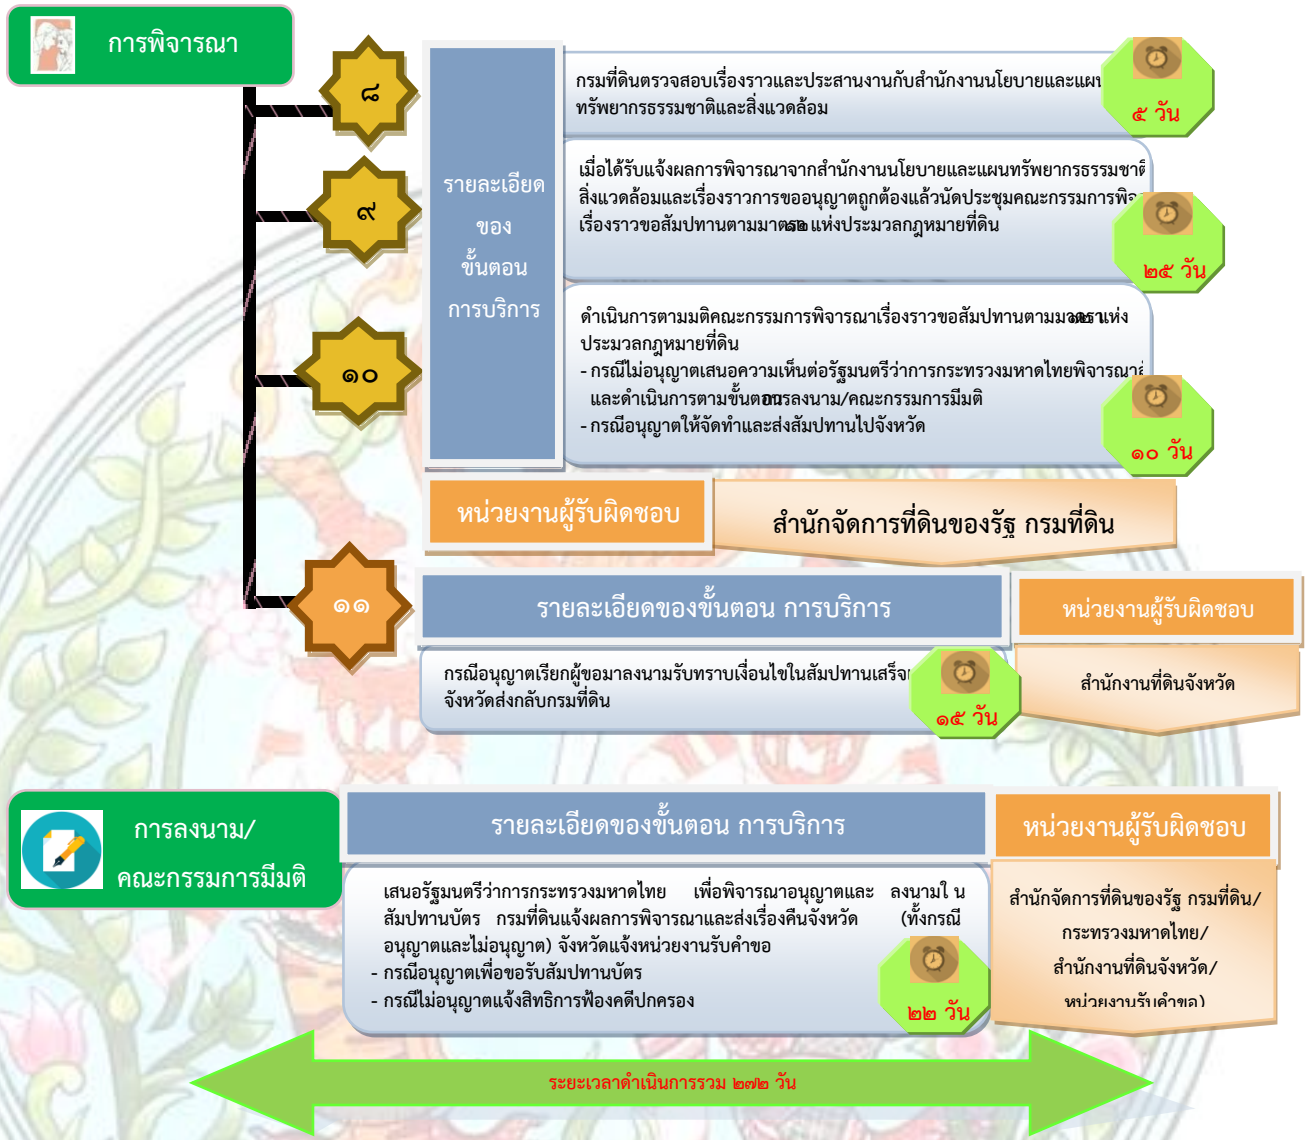 การพิจารณา
๘
กรมที่ดินตรวจสอบเรื่องราวและประสานงานกับสำนักงานนโยบายและแผน
ทรัพยากรธรรมชาติและสิ่งแวดล้อม
๕ วัน
รายละเอียด
ของ
ขั้นตอน
การบริการ
๙
เมื่อได้รับแจ้งผลการพิจารณาจากสำนักงานนโยบายและแผนทรัพยากรธรรมชาติ
สิ่งแวดล้อมและเรื่องราวการขออนุญาตถูกต้องแล้วนัดประชุมคณะกรรมการพิจ
เรื่องราวขอสัมปทานตามมาตรา ๑๒ แห่งประมวลกฎหมายที่ดิน
๒๕ วัน
๑๐
ดำเนินการตามมติคณะกรรมการพิจารณาเรื่องราวขอสัมปทานตามมาตรา ๑๒ แห่ง
ประมวลกฎหมายที่ดิน
- กรณีไม่อนุญาตเสนอความเห็นต่อรัฐมนตรีว่าการกระทรวงมหาดไทยพิจารณา
และดำเนินการตามขั้นตอน การลงนาม/คณะกรรมการมีมติ
- กรณีอนุญาตให้จัดทำและส่งสัมปทานไปจังหวัด
๑๐ วัน
หน่วยงานผู้รับผิดชอบ
สำนักจัดการที่ดินของรัฐ กรมที่ดิน
๑๑
รายละเอียดของขั้นตอน การบริการ
หน่วยงานผู้รับผิดชอบ
กรณีอนุญาตเรียกผู้ขอมาลงนามรับทราบเงื่อนไขในสัมปทานเสร็จ
จังหวัดส่งกลับกรมที่ดิน
๑๕ วัน
สำนักงานที่ดินจังหวัด
การลงนาม/
คณะกรรมการมีมติ
รายละเอียดของขั้นตอน การบริการ
หน่วยงานผู้รับผิดชอบ
เสนอรัฐมนตรีว่าการกระทรวงมหาดไทย เพื่อพิจารณาอนุญาตและ ลงนามใ น
สัมปทานบัตร กรมที่ดินแจ้งผลการพิจารณาและส่งเรื่องคืนจังหวัด (ทั้งกรณี
อนุญาตและไม่อนุญาต) จังหวัดแจ้งหน่วยงานรับคำขอ
- กรณีอนุญาตเพื่อขอรับสัมปทานบัตร
- กรณีไม่อนุญาตแจ้งสิทธิการฟ้องคดีปกครอง
๒๒ วัน
สำนักจัดการที่ดินของรัฐ กรมที่ดิน/
กระทรวงมหาดไทย/
สำนักงานที่ดินจังหวัด/
หน่วยงานรับคำขอ)
ระยะเวลาดำเนินการรวม ๒๗๒ วัน